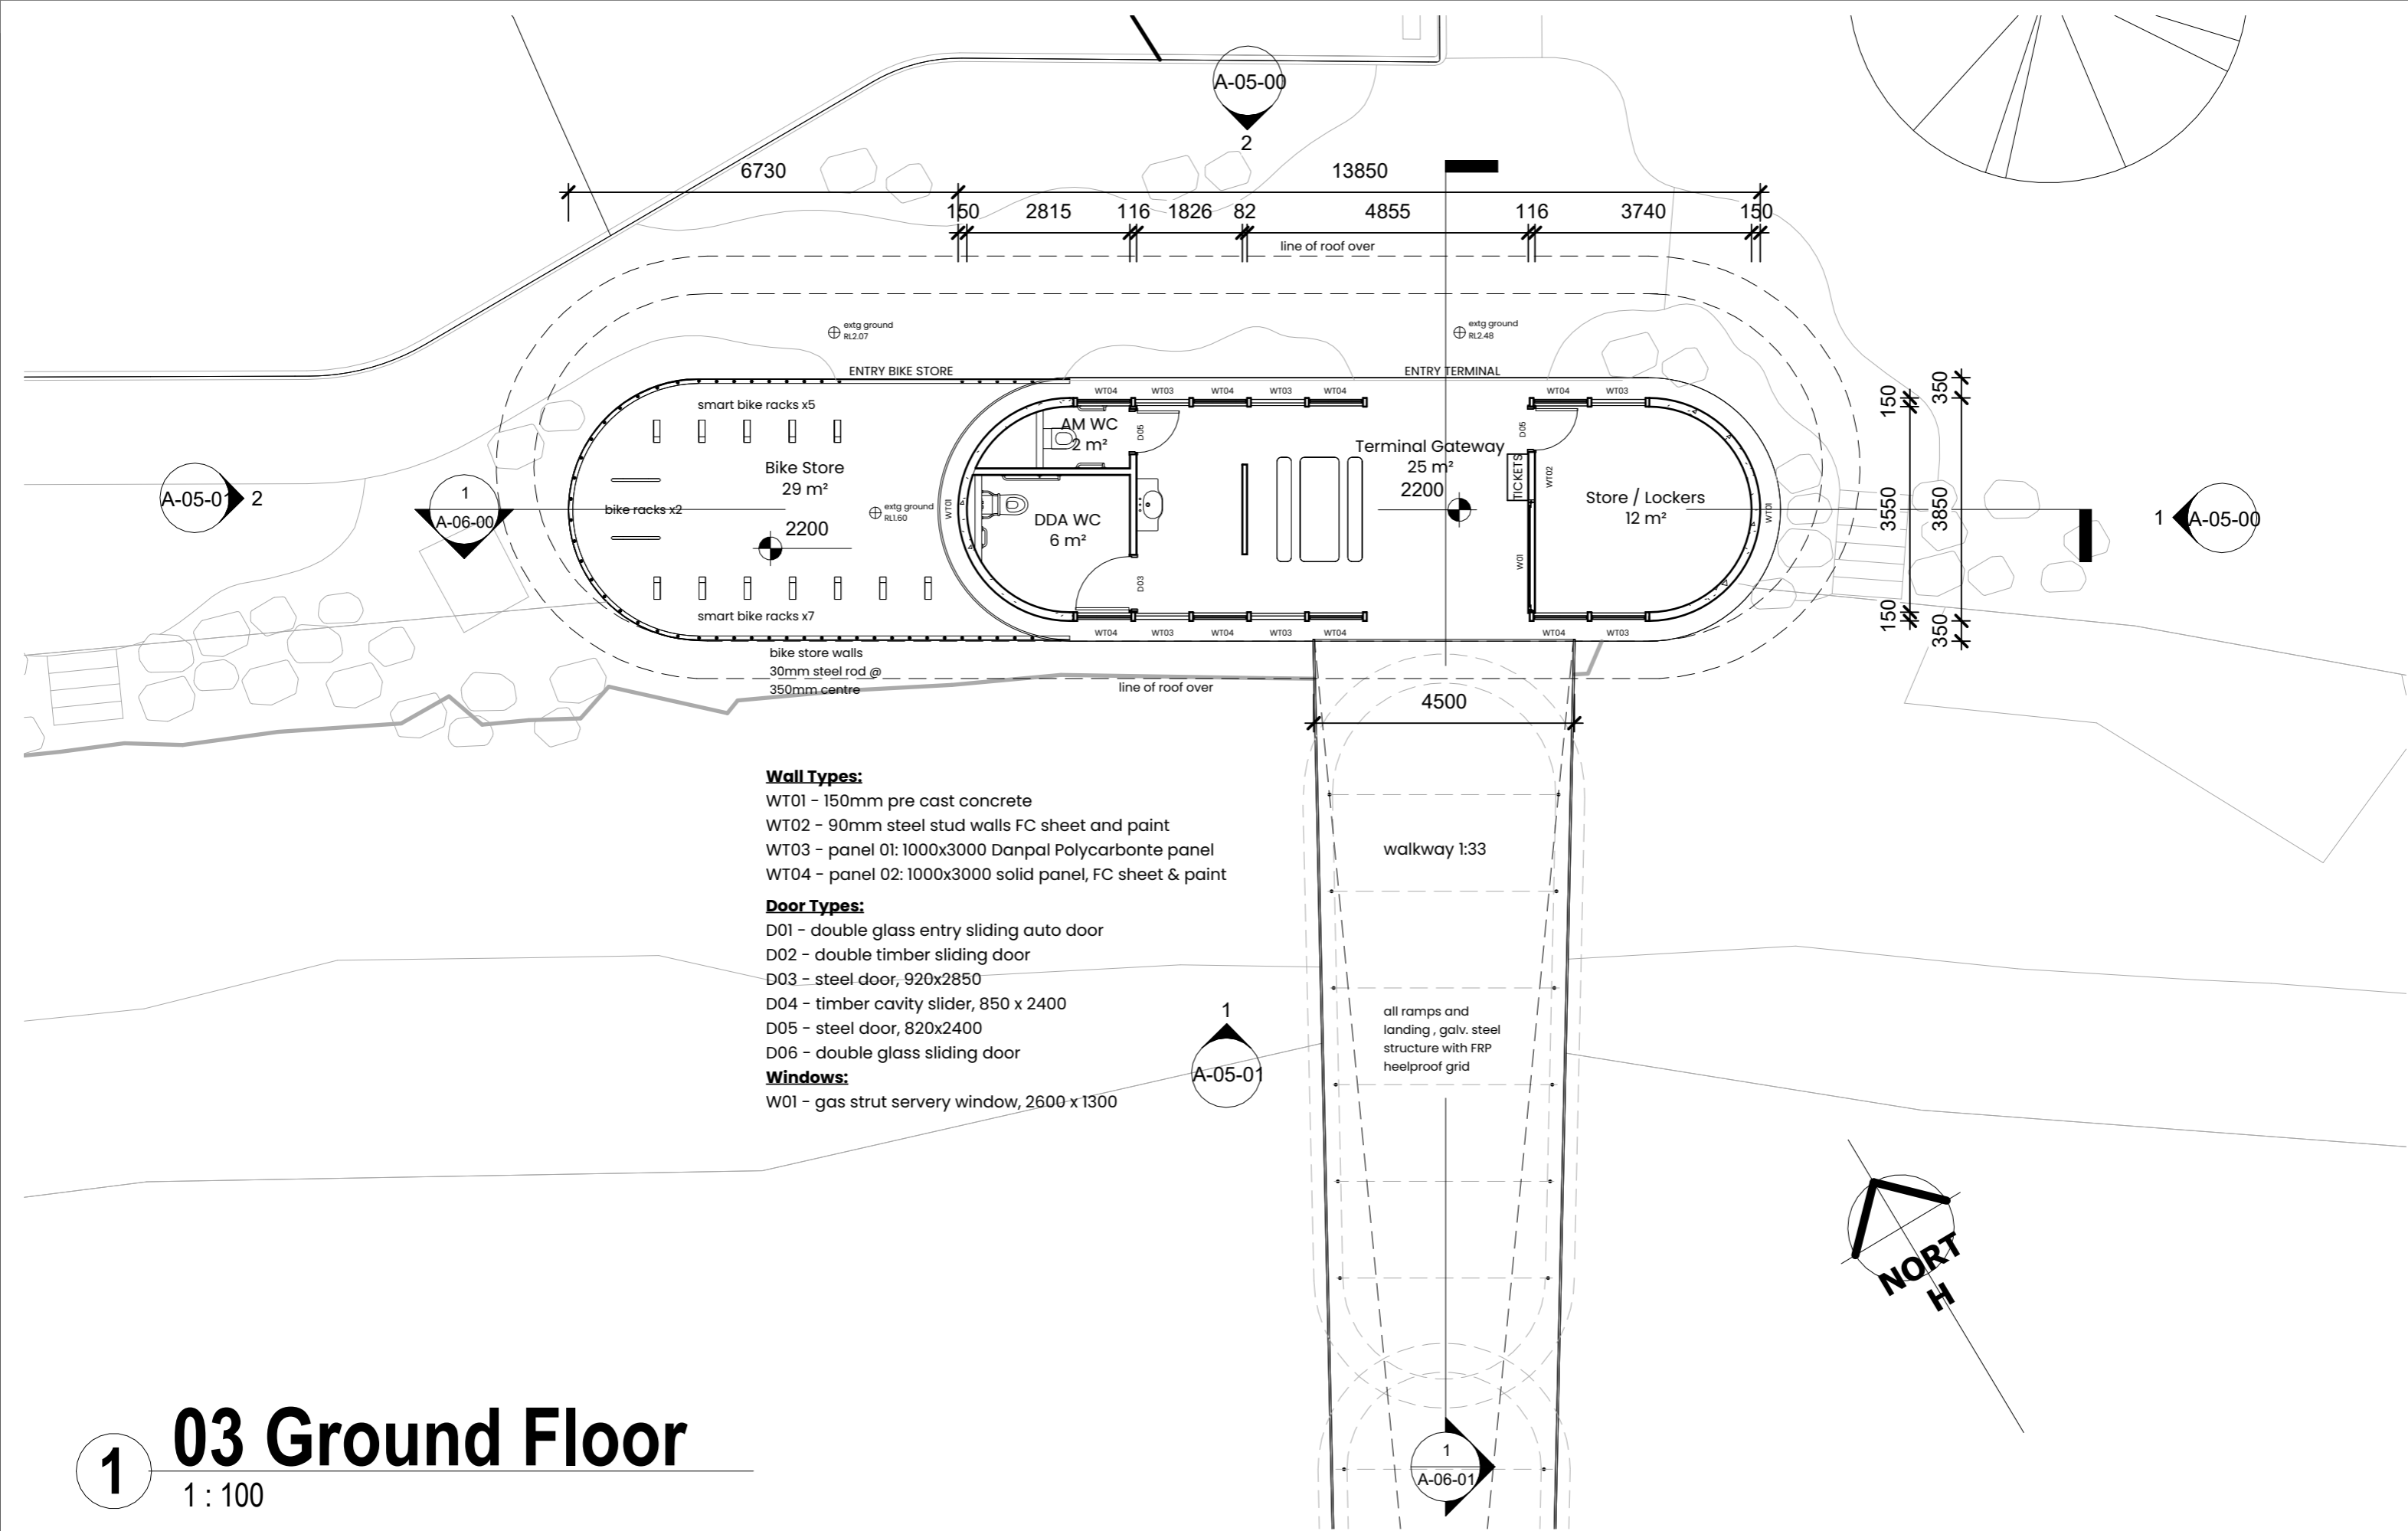 A-05-00
2
6730
13850
150
2815
116
1826
82
4855
116
3740
150
line of roof over
extg ground
RL2.07
extg ground
RL2.48
ENTRY BIKE STORE
ENTRY TERMINAL
WT04
WT03
WT04
WT03
WT04
WT04
WT03
150
350
smart bike racks x5
AM WC
2 m²
D05
D05
Terminal Gateway
25 m²
2200
TICKETS
WT02
Bike Store
29 m²
A-05-01
2
1
A-06-00
bike racks x2
extg ground
RL1.60
WT01
2200
DDA WC
6 m²
Store / Lockers
12 m²
WT01
3550
3850
1
A-05-00
W01
D03
smart bike racks x7
150
350
WT04
WT03
WT04
WT03
WT04
WT04
WT03
bike store walls
30mm steel rod @
350mm centre
line of roof over
4500
Wall Types:
WT01 - 150mm pre cast concrete
WT02 - 90mm steel stud walls FC sheet and paint
WT03 - panel 01: 1000x3000 Danpal Polycarbonte panel
WT04 - panel 02: 1000x3000 solid panel, FC sheet & paint
Door Types:
D01 - double glass entry sliding auto door
D02 - double timber sliding door
D03 - steel door, 920x2850
D04 - timber cavity slider, 850 x 2400
D05 - steel door, 820x2400
D06 - double glass sliding door
Windows:
W01 - gas strut servery window, 2600 x 1300
walkway 1:33
1
A-05-01
all ramps and
landing , galv. steel
structure with FRP
heelproof grid
NORT
H
1
A-06-01
1
03 Ground Floor
1 : 100